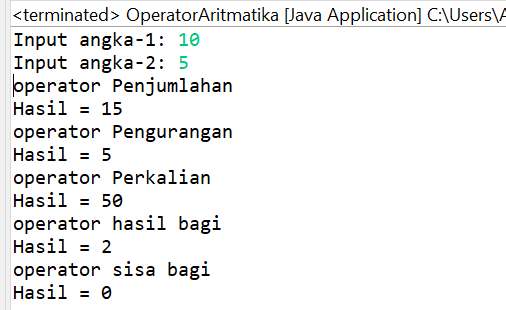 <terminated> OperatorAritmatika [Java Application] C:\Users\
Input angka-1: 10
Input angka-2: 5
operator Penjumlahan
Hasil = 15
operator Pengurangan
Hasil = 5
operator Perkalian
Hasil = 50
operator hasil bagi
Hasil = 2
operator sisa bagi
Hasil = 0